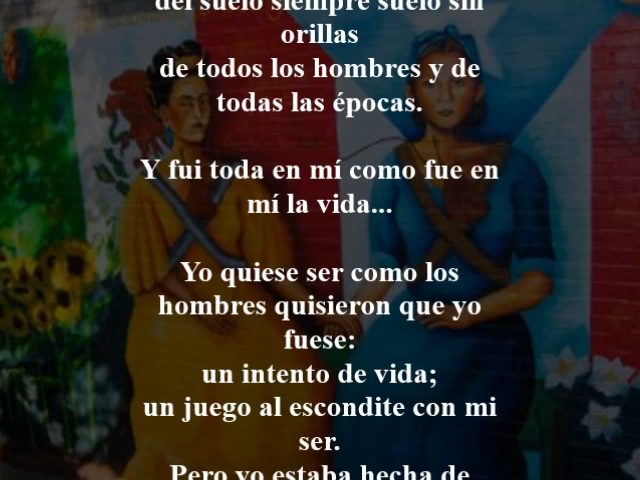 del suelo siempre suelo sin
orillas
de todos los hombres y de
todas las épocas.
Y fui toda en mí como fue en
mí la vida...
Yo quiese ser como los
hombres quisieron que yo
fuese:
un intento de vida;
un juego al escondite con mi
ser.
Pero yo estaba hecha de